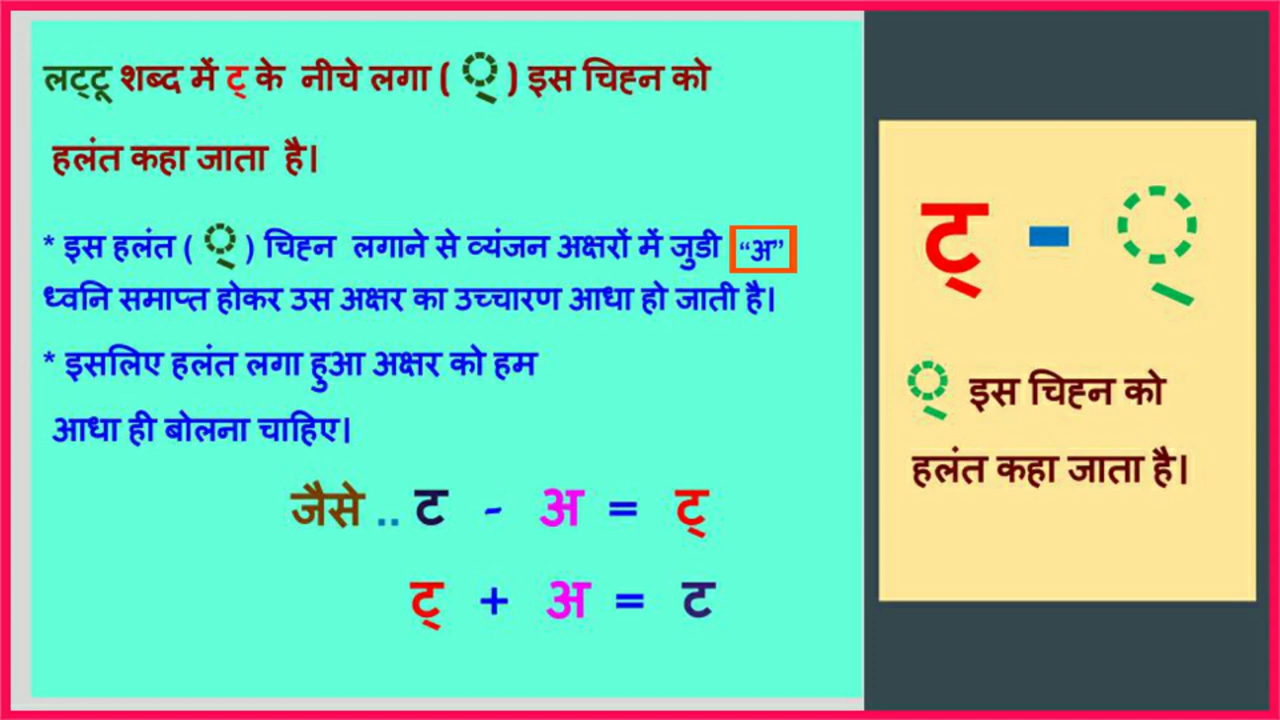 लट्टू शब्द में ट् के नीचे लगा ( ् ) इस चिह्न को
हलंत कहा जाता है।
* इस हलंत ( ् ) चिह्न लगाने से व्यंजन अक्षरों में जुडी “अ”
ध्वनि समाप्त होकर उस अक्षर का उच्चारण आधा हो जाती है।
* इसलिए हलंत लगा हुआ अक्षर को हम
आधा ही बोलना चाहिए।
जैसे .. ट - अ = ट्
ट् + अ = ट
ट् - ्
् इस चिह्न को
हलंत कहा जाता है।